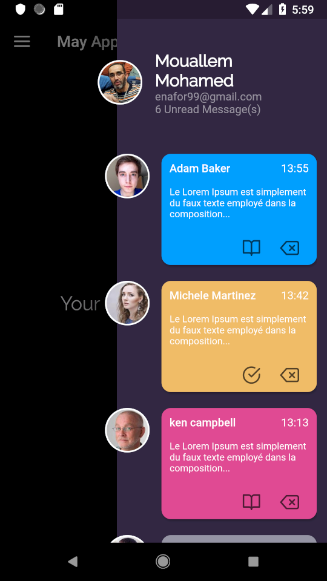 5:59
May App
Mouallem
Mohamed
enafor99@gmail.com
6 Unread Message(s)
Adam Baker 13:55
Le Lorem Ipsum est simplement
du faux texte employé dans la
composition...
Your
Michele Martinez 13:42
Le Lorem Ipsum est simplement
du faux texte employé dans la
composition...
ken campbell 13:13
Le Lorem Ipsum est simplement
du faux texte employé dans la
composition...